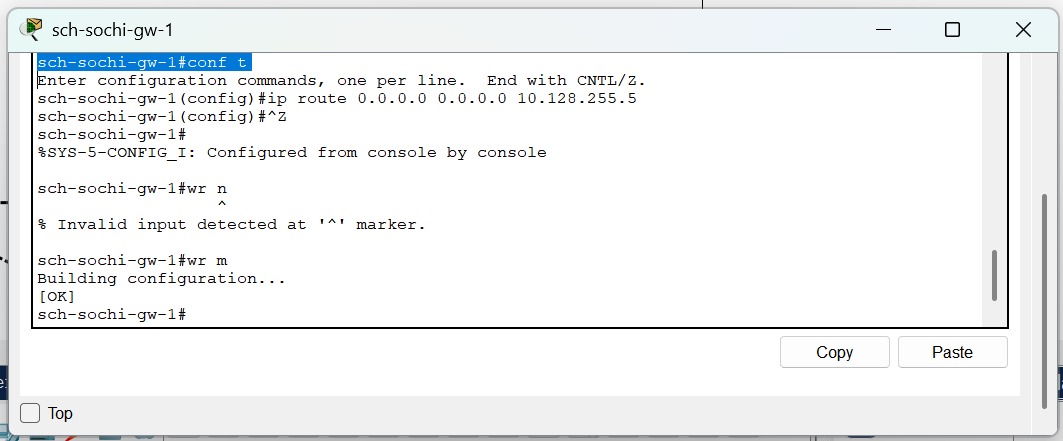 sch-sochi-gw-1
sch-sochi-gw-1#conf t
Enter configuration commands, one per line.  End with CNTL/Z.
sch-sochi-gw-1(config)#ip route 0.0.0.0 0.0.0.0 10.128.255.5
sch-sochi-gw-1(config)#^Z
sch-sochi-gw-1#
%SYS-5-CONFIG_I: Configured from console by console
sch-sochi-gw-1#wr n
^
% Invalid input detected at '^' marker.
sch-sochi-gw-1#wr m
Building configuration...
[OK]
sch-sochi-gw-1#
Copy
Paste
Top